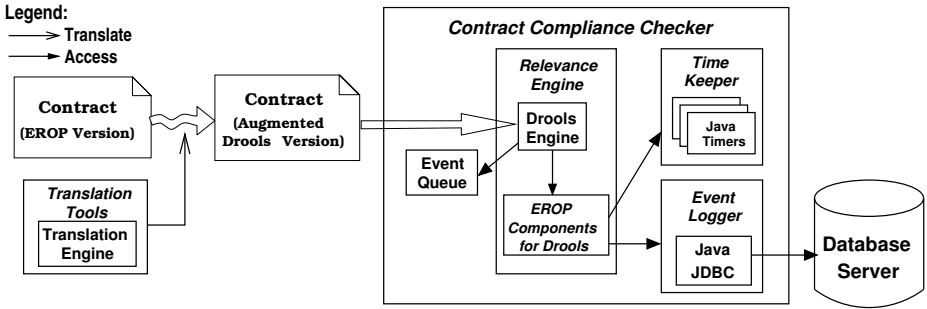 Legend:
Translate
Access
Contract
(EROP Version)
Contract
(Augmented
Drools Version)
Translation
Tools
Translation
Engine
Contract Compliance Checker
Relevance
Engine
Drools
Engine
Event
Queue
EROP
Components
for Drools
Time
Keeper
Java
Timers
Event
Logger
Java
JDBC
Database
Server